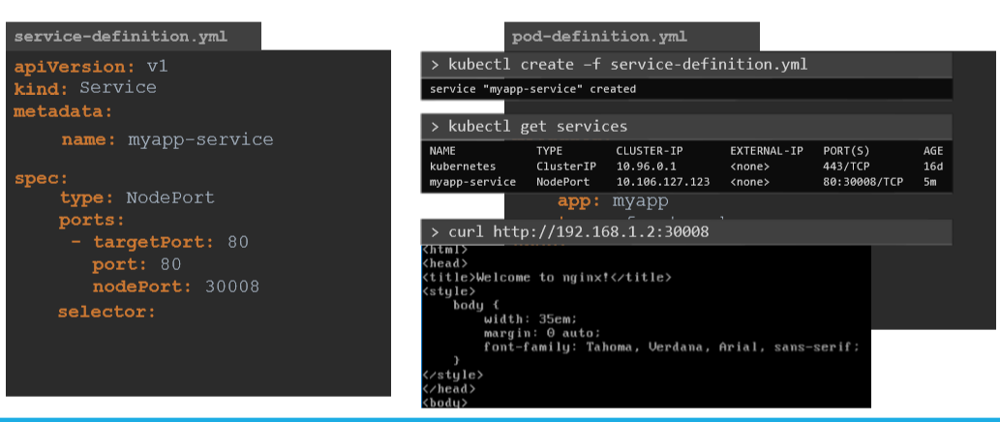 service-definition.yml
apiVersion: v1
kind: Service
metadata:
name: myapp-service
spec:
type: NodePort
ports:
- targetPort: 80
port: 80
nodePort: 30008
selector:
pod-definition.yml
> kubectl create –f service-definition.yml
service "myapp-service" created
> kubectl get services
NAME TYPE CLUSTER-IP EXTERNAL-IP PORT(S) AGE
kubernetes ClusterIP 10.96.0.1 <none> 443/TCP 16d
myapp-service NodePort 10.106.127.123 <none> 80:30008/TCP 5m
app: myapp
> curl http://192.168.1.2:30008
<html>
<head>
<title>Welcome to nginx!</title>
<style>
body {
width: 35em;
margin: 0 auto;
font-family: Tahoma, Verdana, Arial, sans-serif;
}
</style>
</head>
<body>